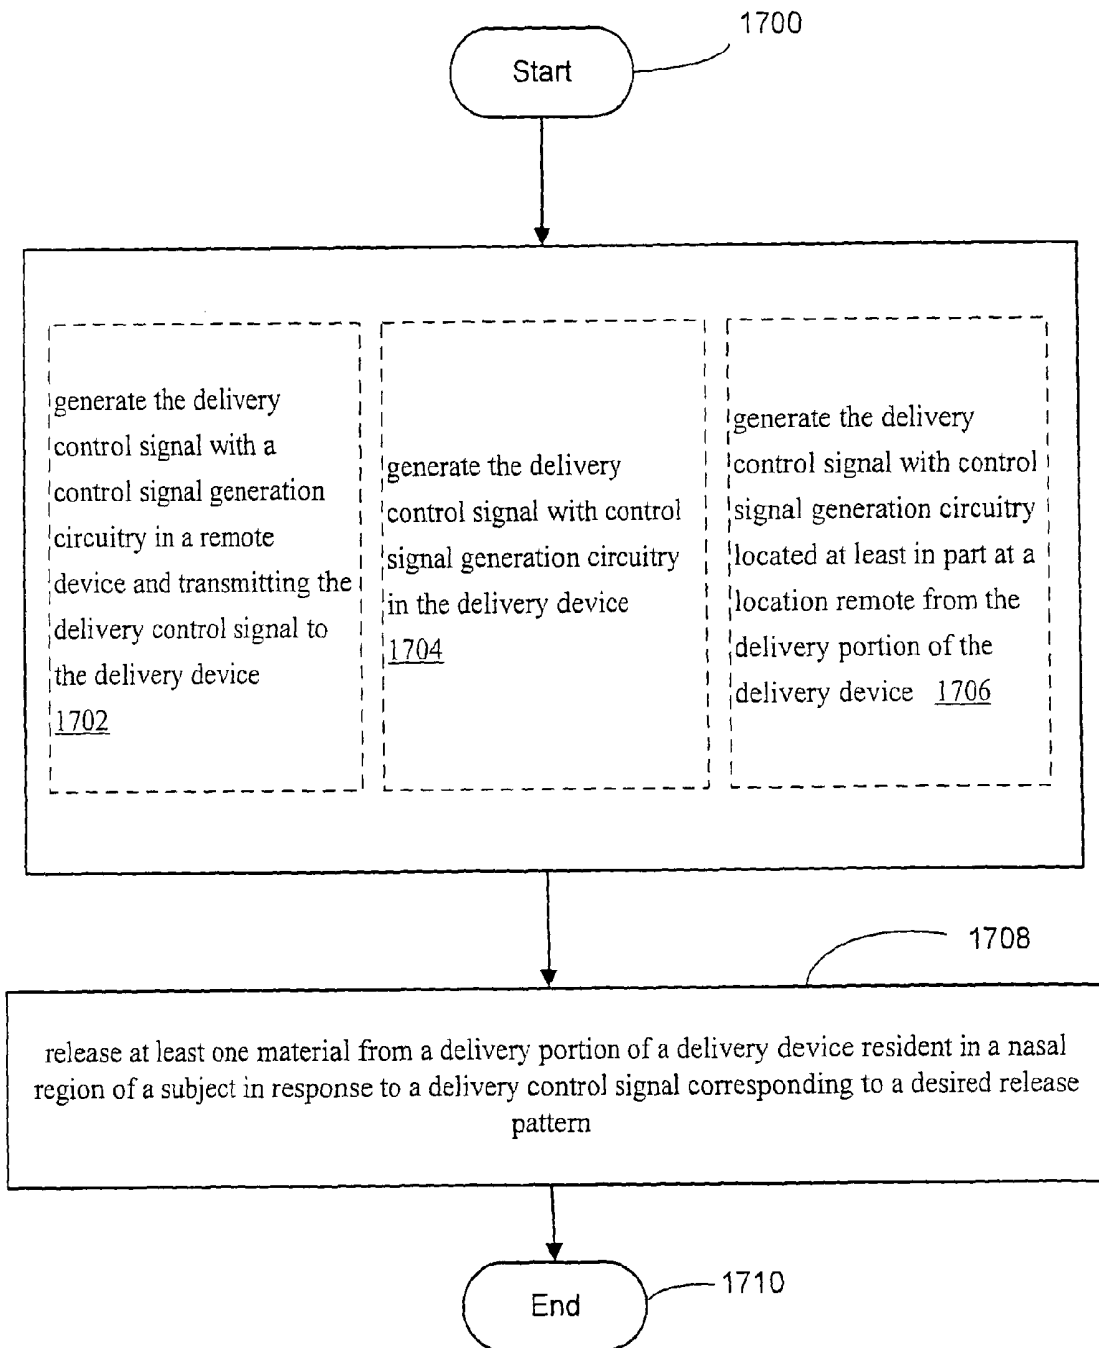 1700
Start
generate the delivery
control signal with a
control signal generation
circuitry in a remote
device and transmitting the
delivery control signal to
the delivery device
1702
generate the delivery
control signal with control
signal generation circuitry
in the delivery device
1704
generate the delivery
control signal with control
signal generation circuitry
located at least in part at a
location remote from the
delivery portion of the
delivery device 1706
1708
release at least one material from a delivery portion of a delivery device resident in a nasal
region of a subject in response to a delivery control signal corresponding to a desired release
pattern
End
1710